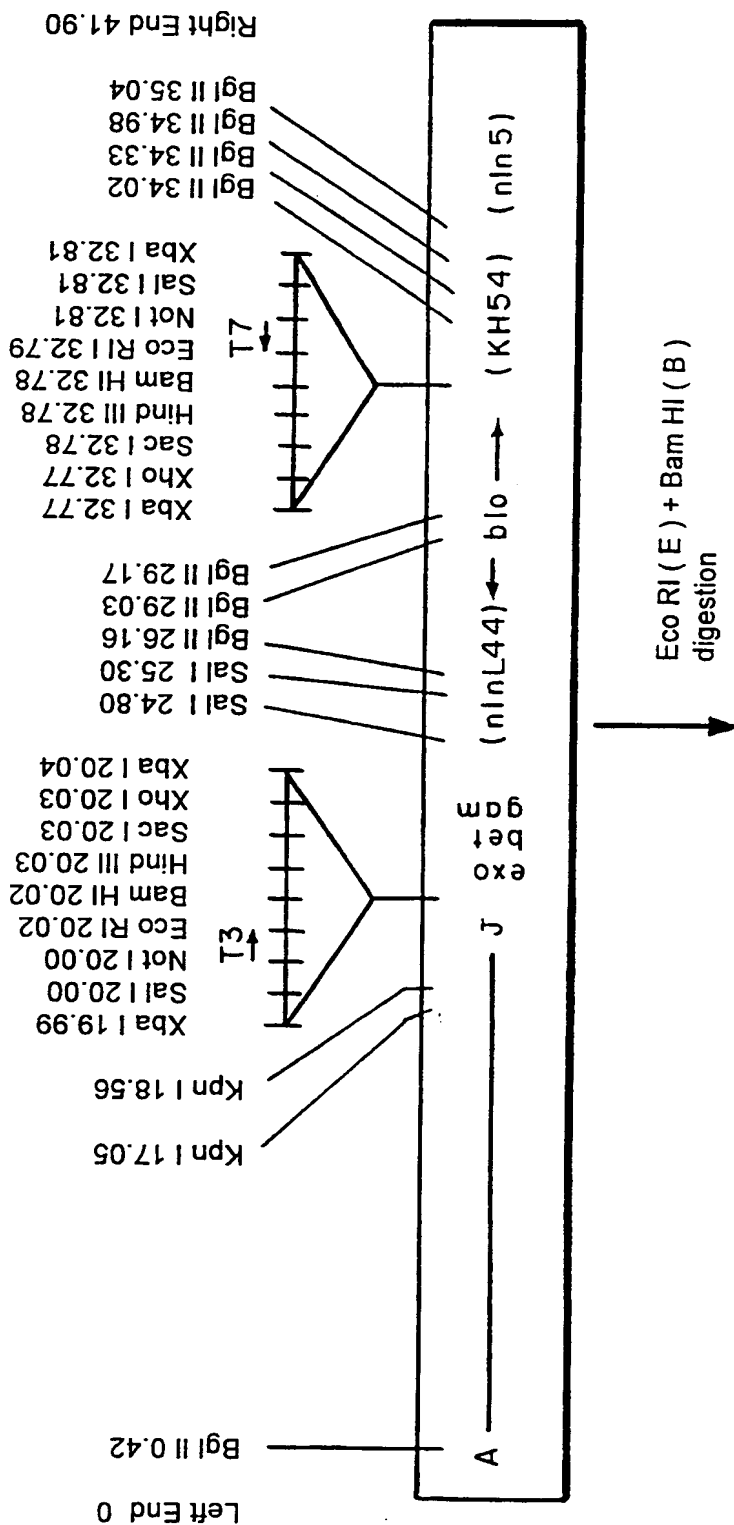 Left End 0
Bgl II 0.42
Kpn I 17.05
Kpn I 18.56
Xba I 19.99
Sal I 20.00
Not I 20.00
Eco RI 20.02
Bam HI 20.02
Hind III 20.03
Sac I 20.03
Xho I 20.03
Xba I 20.04
T3
Sal I 24.80
Sal I 25.30
Bgl II 26.16
Bgl II 29.03
Bgl II 29.17
Xba I 32.77
Xho I 32.77
Sac I 32.78
Hind III 32.78
Bam HI 32.78
Eco RI 32.79
Not I 32.81
Sal I 32.81
Xba I 32.81
T7
Bgl II 34.02
Bgl II 34.33
Bgl II 34.98
Bgl II 35.04
Right End 41.90
A
J
exo
bet
gam
(nInL44)
bio
(KH54)
(nIn5)
Eco RI (E) + Bam HI (B)
digestion